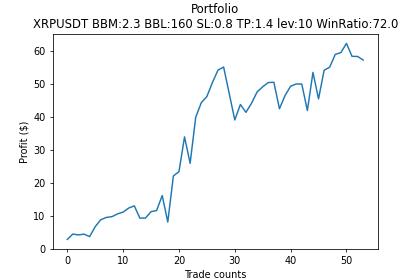 Portfolio
XRPUSDT BBM:2.3 BBL:160 SL:0.8 TP:1.4 lev:10 WinRatio:72.0
60
50
40
30
20
10
0
Profit ($)
0 10 20 30 40 50
Trade counts